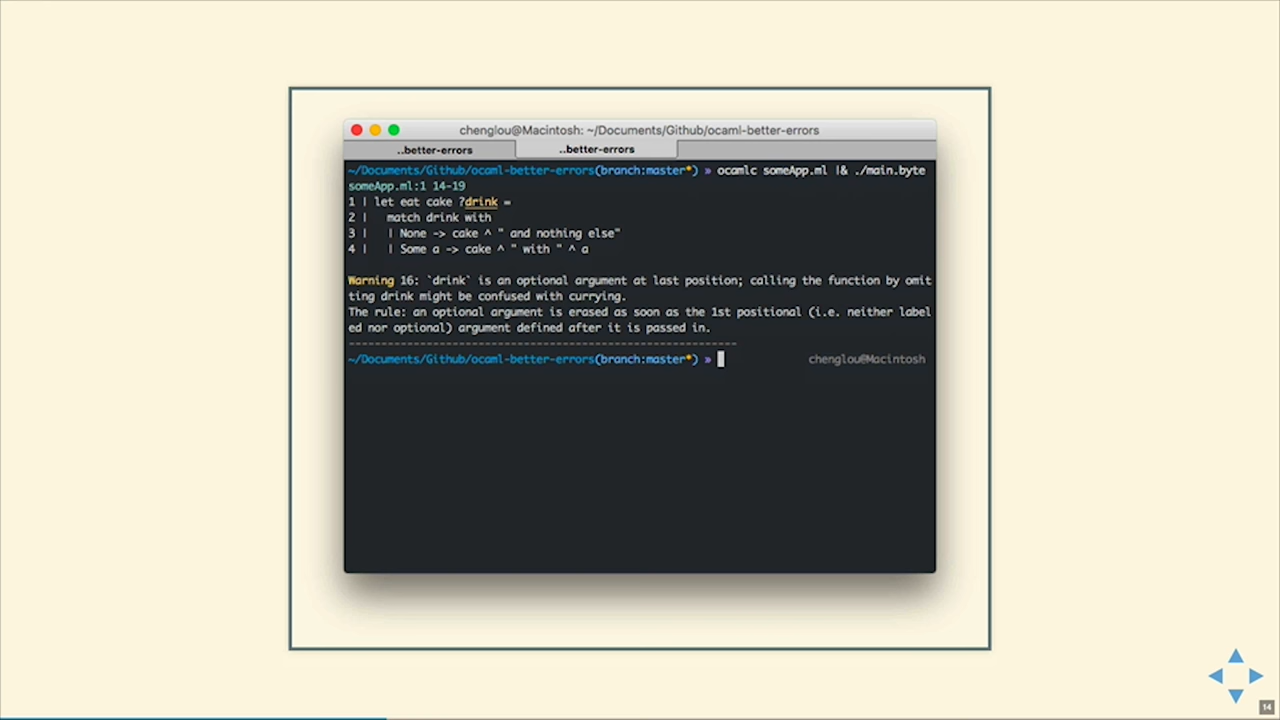 chenglou@Macintosh: ~/Documents/Github/ocaml-better-errors
..better-errors ..better-errors
~/Documents/Github/ocaml-better-errors(branch:master*) » ocamlc someApp.ml |& ./main.byte
someApp.ml:1 14-19
1 | let eat cake ?drink =
2 |   match drink with
3 |   | None -> cake ^ " and nothing else"
4 |   | Some a -> cake ^ " with " ^ a
Warning 16: `drink` is an optional argument at last position; calling the function by omit
ting drink might be confused with currying.
The rule: an optional argument is erased as soon as the 1st positional (i.e. neither label
ed nor optional) argument defined after it is passed in.
------------------------------------------------------------
~/Documents/Github/ocaml-better-errors(branch:master*) » chenglou@Macintosh
14